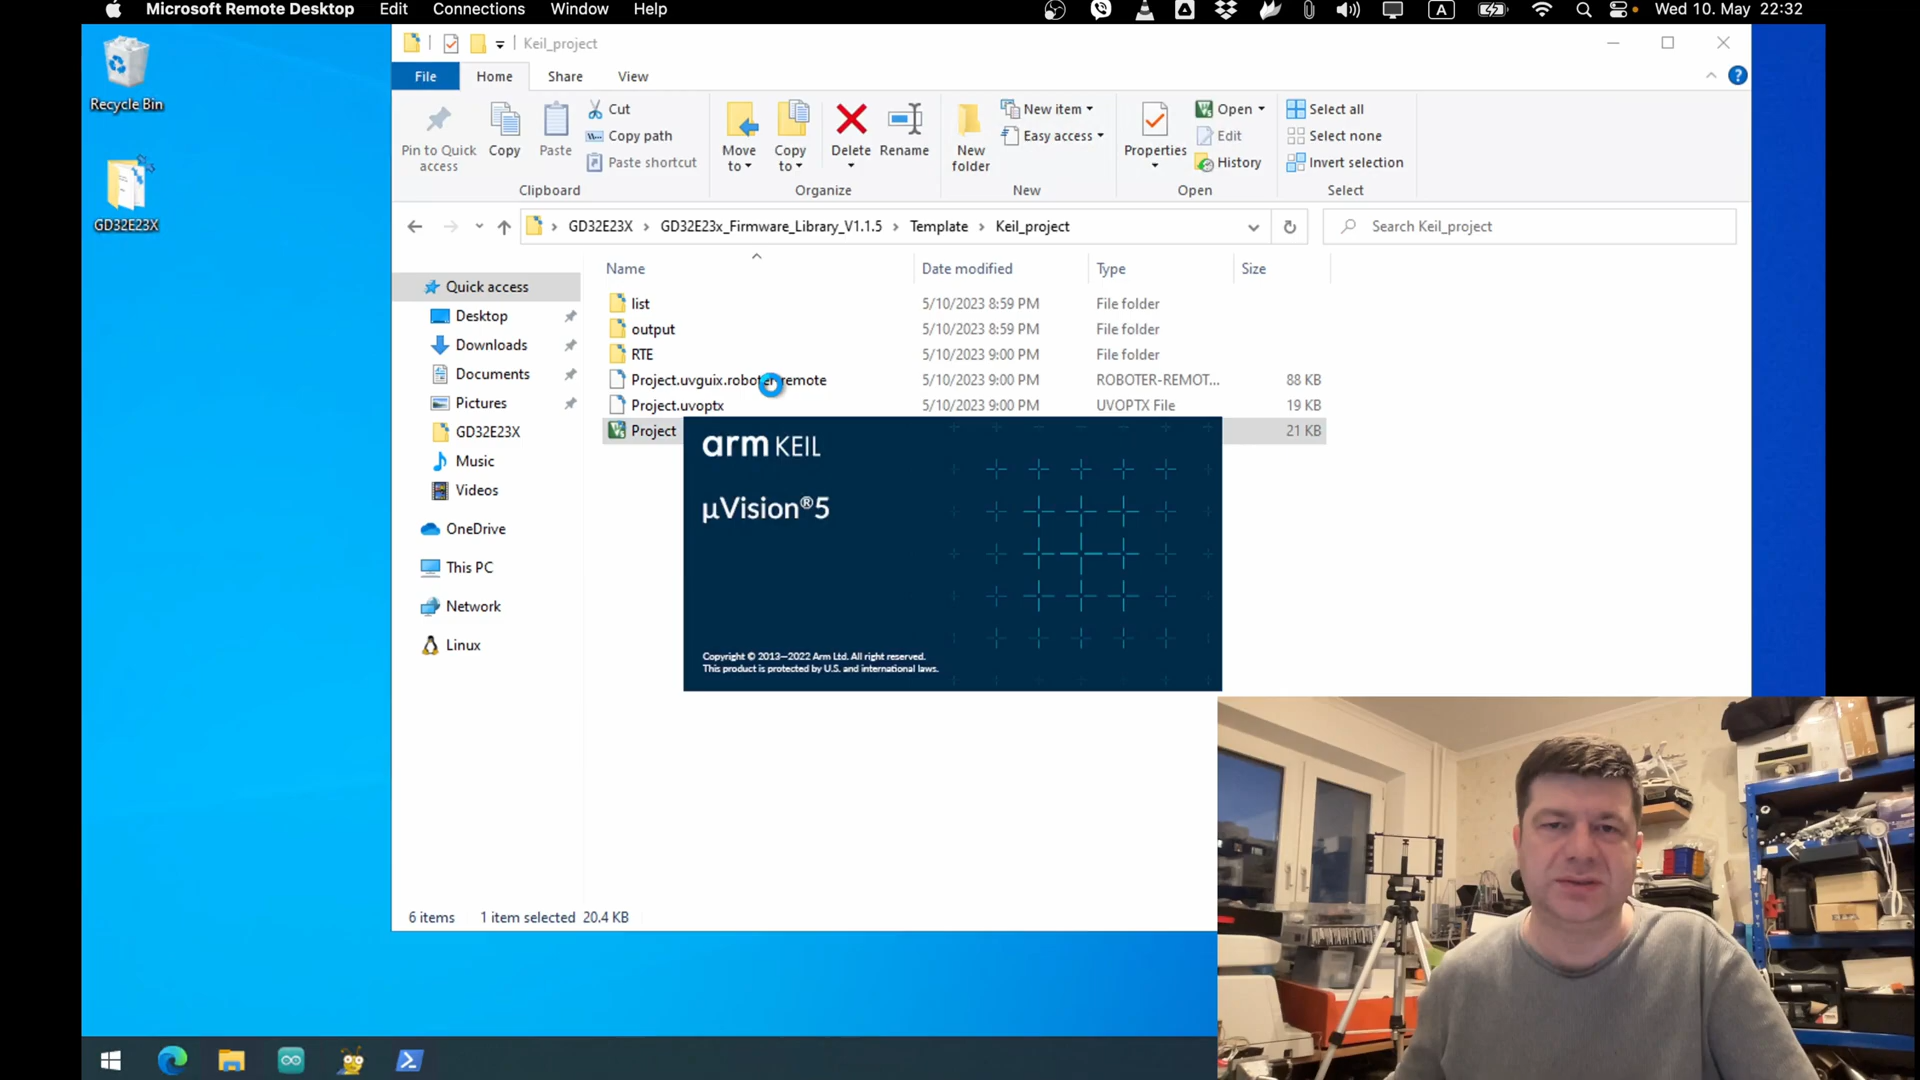 Microsoft Remote Desktop Edit Connections Window Help A Wed 10. May 22:32
Recycle Bin
GD32E23X
Keil_project
File Home Share View
Pin to Quick access
Copy
Paste
Cut
Copy path
Paste shortcut
Clipboard
Move to
Copy to
Delete
Rename
Organize
New folder
New item
Easy access
New
Properties
Open
Edit
History
Open
Select all
Select none
Invert selection
Select
GD32E23X › GD32E23x_Firmware_Library_V1.1.5 › Template › Keil_project
Search Keil_project
Quick access
Desktop
Downloads
Documents
Pictures
GD32E23X
Music
Videos
OneDrive
This PC
Network
Linux
Name Date modified Type Size
list 5/10/2023 8:59 PM File folder
output 5/10/2023 8:59 PM File folder
RTE 5/10/2023 9:00 PM File folder
Project.uvguix.roboter-remote 5/10/2023 9:00 PM ROBOTER-REMOT... 88 KB
Project.uvoptx 5/10/2023 9:00 PM UVOPTX File 19 KB
Project 21 KB
arm KEIL
µVision®5
Copyright © 2013—2022 Arm Ltd. All right reserved.
This product is protected by U.S. and international laws.
6 items 1 item selected 20.4 KB